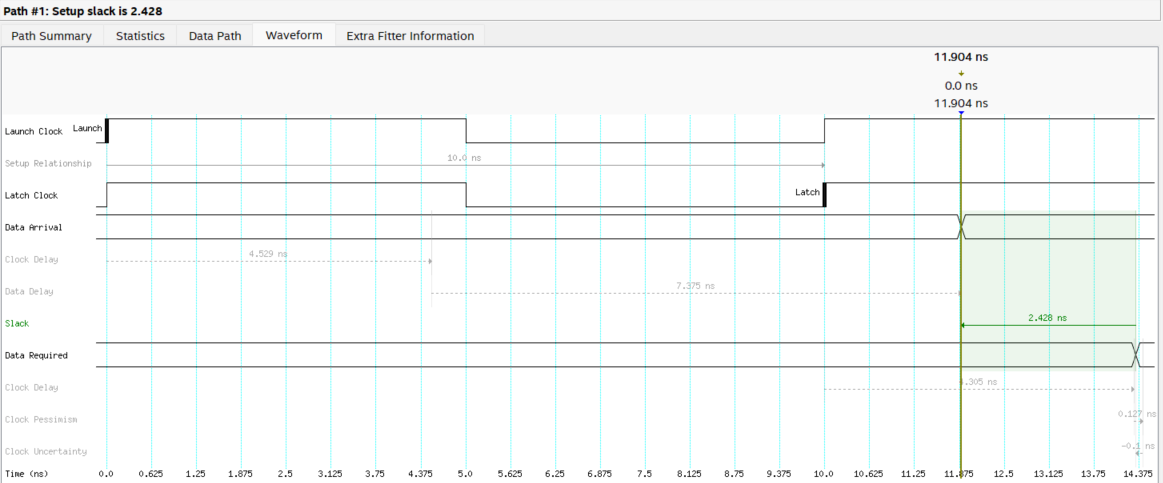 Path #1: Setup slack is 2.428
Path Summary Statistics Data Path Waveform Extra Fitter Information
11.904 ns
0.0 ns
11.904 ns
Launch Clock Launch
Setup Relationship 10.0 ns
Latch Clock Latch
Data Arrival
Clock Delay 4.529 ns
Data Delay 7.375 ns
Slack 2.428 ns
Data Required
Clock Delay 4.305 ns
Clock Pessimism 0.127 ns
Clock Uncertainty -0.1 ns
Time (ns) 0.0 0.625 1.25 1.875 2.5 3.125 3.75 4.375 5.0 5.625 6.25 6.875 7.5 8.125 8.75 9.375 10.0 10.625 11.25 11.875 12.5 13.125 13.75 14.375